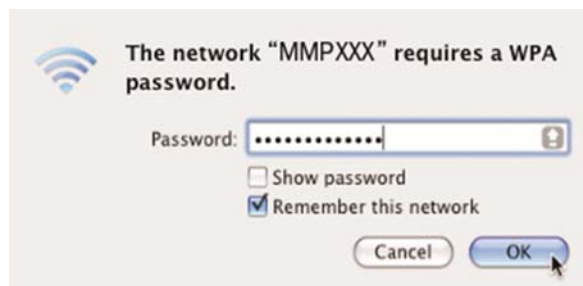 The network “MMPXXX” requires a WPA
password.
Password: •••••••••••••
Show password
Remember this network
Cancel OK